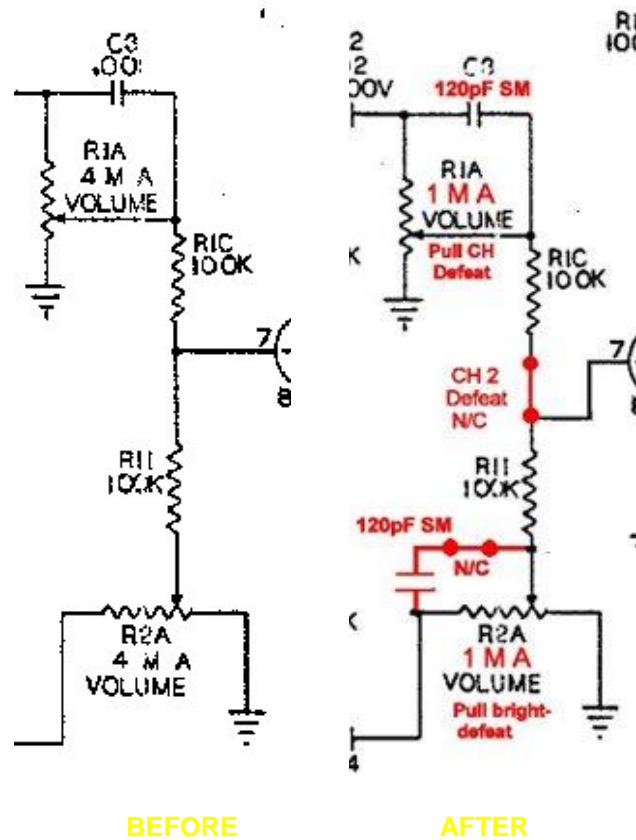 C3
.001
R1A
4 M A
VOLUME
R1C
100K
7
8
R11
100K
R2A
4 M A
VOLUME
BEFORE
2
02
00V
C3
120pF SM
R1A
1 M A
VOLUME
Pull CH
Defeat
K
R1C
100K
7
CH 2
Defeat
N/C
R11
100K
120pF SM
N/C
K
R2A
1 M A
VOLUME
Pull bright-
defeat
4
AFTER